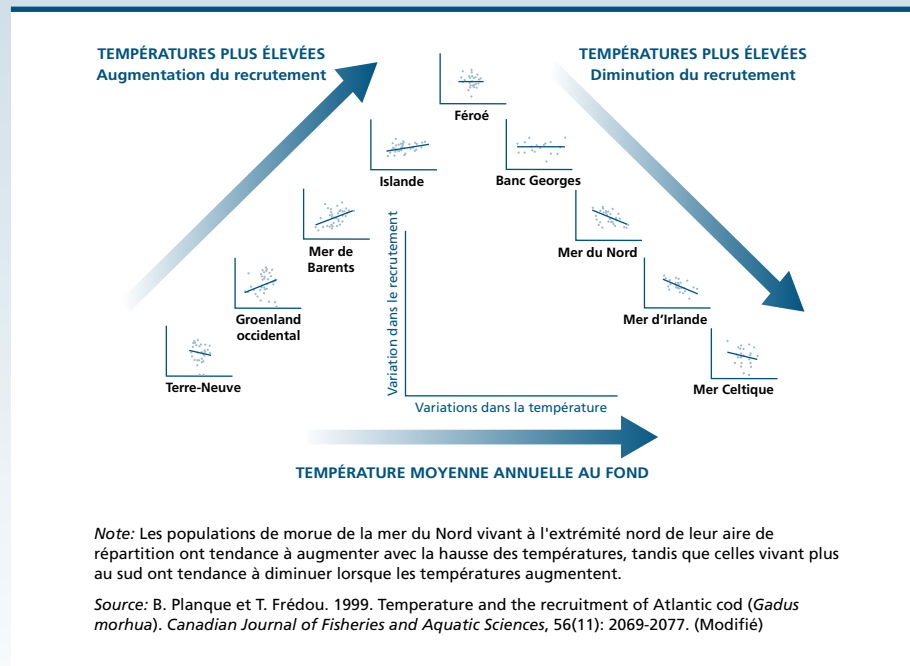 TEMPÉRATURES PLUS ÉLEVÉES
Augmentation du recrutement
TEMPÉRATURES PLUS ÉLEVÉES
Diminution du recrutement
Féroé
Islande
Banc Georges
Mer de
Barents
Mer du Nord
Groenland
occidental
Mer d'Irlande
Terre-Neuve
Mer Celtique
Variation dans le recrutement
Variations dans la température
TEMPÉRATURE MOYENNE ANNUELLE AU FOND
Note: Les populations de morue de la mer du Nord vivant à l'extrémité nord de leur aire de
répartition ont tendance à augmenter avec la hausse des températures, tandis que celles vivant plus
au sud ont tendance à diminuer lorsque les températures augmentent.
Source: B. Planque et T. Frédou. 1999. Temperature and the recruitment of Atlantic cod (Gadus
morhua). Canadian Journal of Fisheries and Aquatic Sciences, 56(11): 2069-2077. (Modifié)